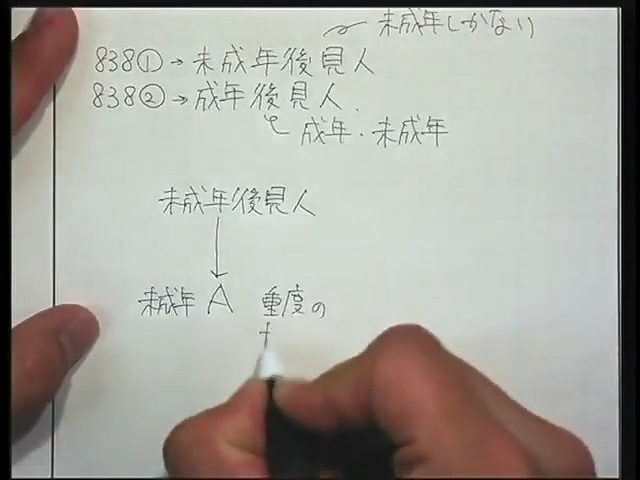 未成年しかない
838① → 未成年後見人
838② → 成年後見人.
成年・未成年
未成年後見人
未成年 A 重度の